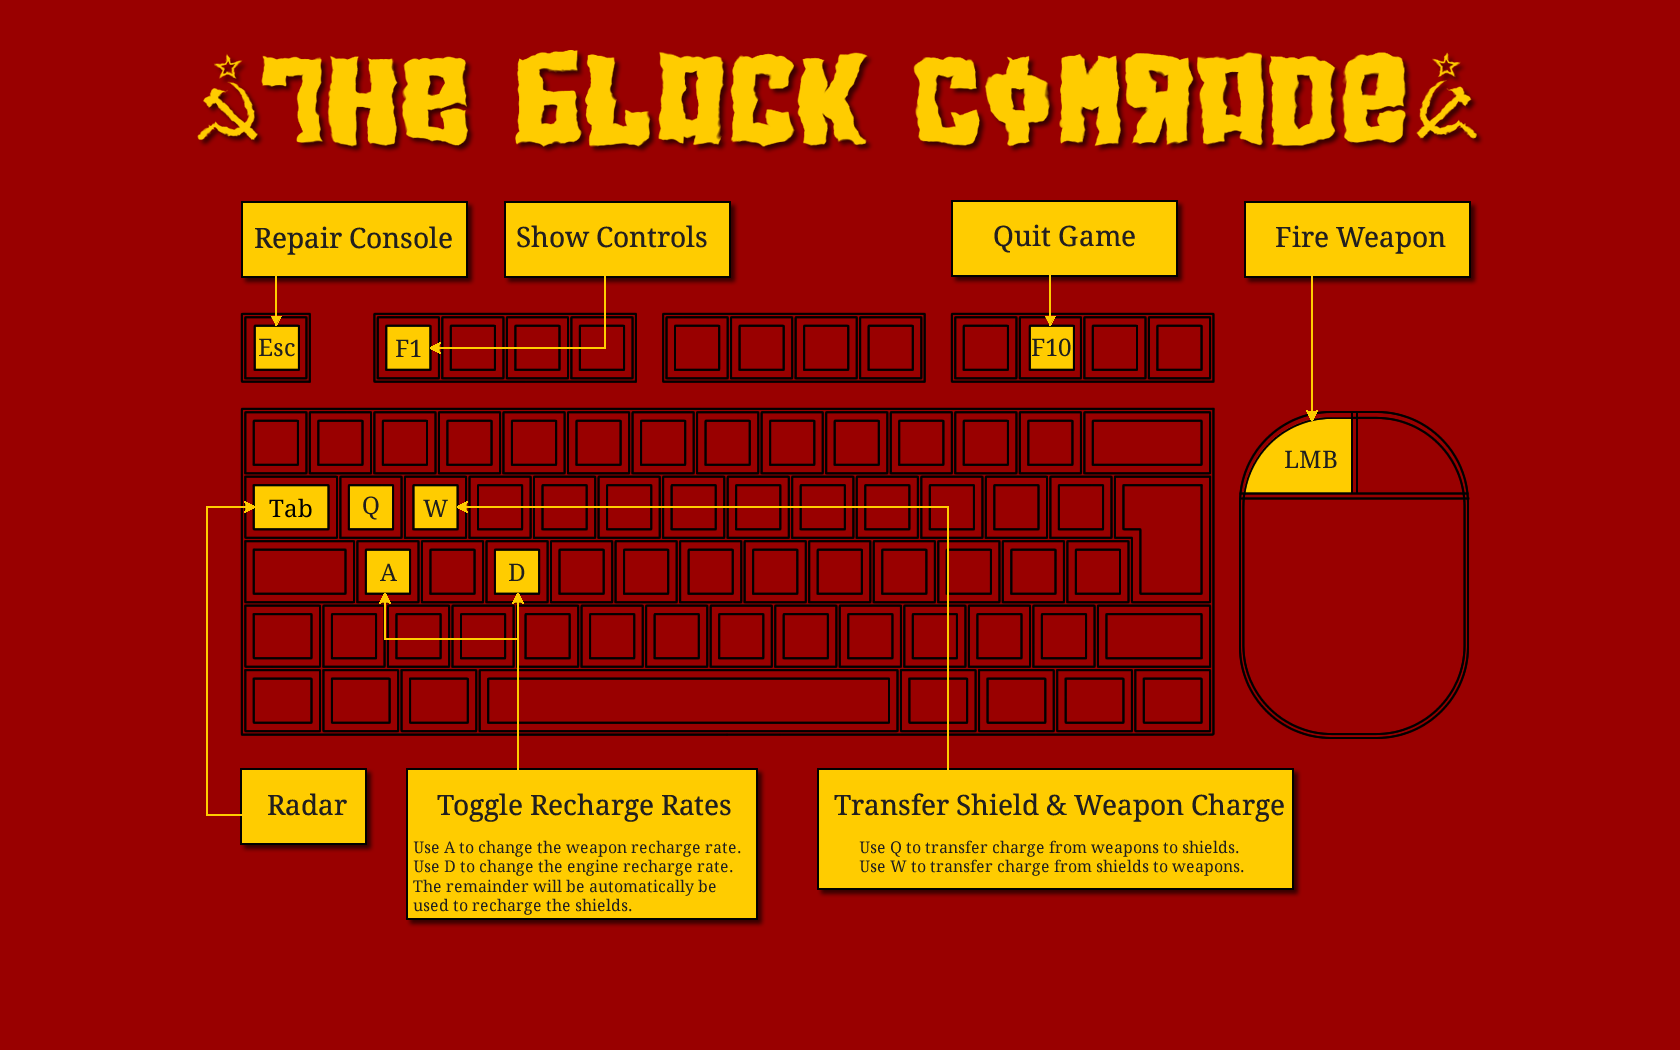 THE БLДCK CФMЯДDE
Repair Console
Show Controls
Quit Game
Fire Weapon
Esc
F1
F10
LMB
Tab
Q
W
A
D
Radar
Toggle Recharge Rates
Use A to change the weapon recharge rate.
Use D to change the engine recharge rate.
The remainder will be automatically be
used to recharge the shields.
Transfer Shield & Weapon Charge
Use Q to transfer charge from weapons to shields.
Use W to transfer charge from shields to weapons.